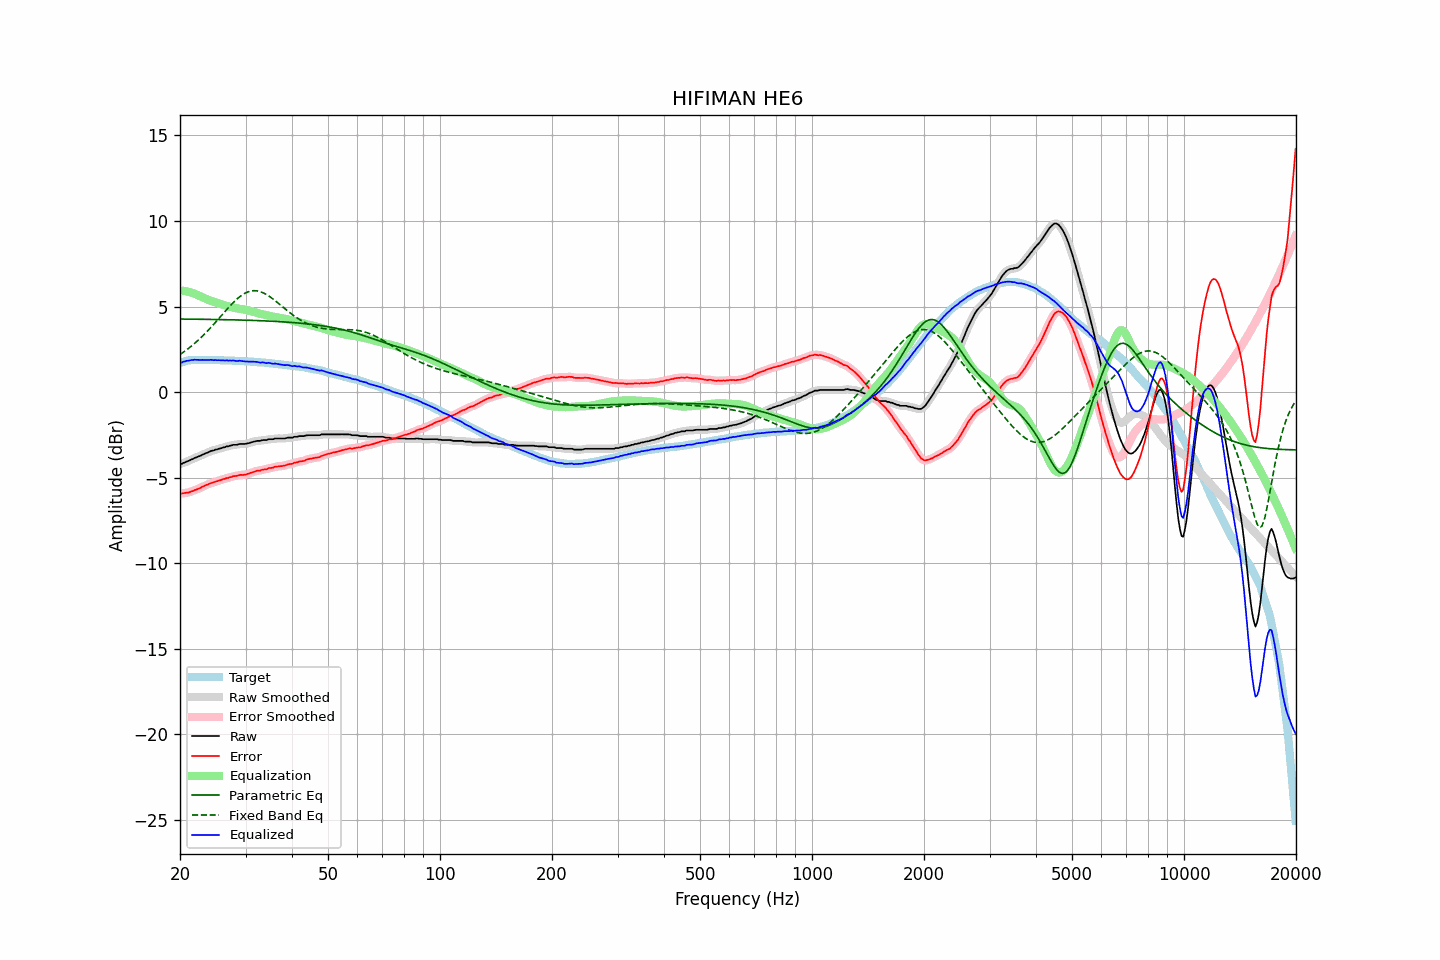 HIFIMAN HE6
15
10
5
0
−5
−10
−15
−20
−25
Amplitude (dBr)
20
50
100
200
500
1000
2000
5000
10000
20000
Frequency (Hz)
Target
Raw Smoothed
Error Smoothed
Raw
Error
Equalization
Parametric Eq
Fixed Band Eq
Equalized